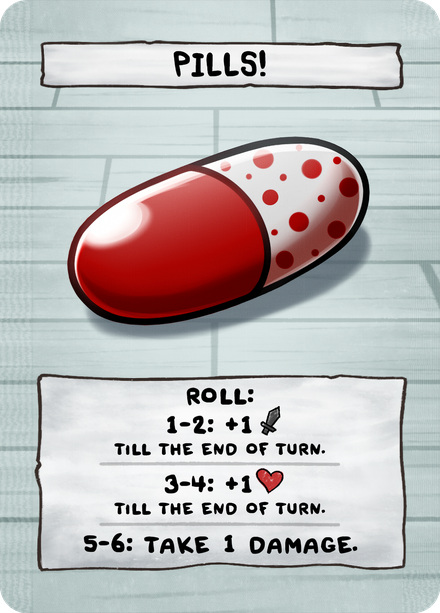 PILLS!
ROLL:
1-2: +1
TILL THE END OF TURN.
3-4: +1
TILL THE END OF TURN.
5-6: TAKE 1 DAMAGE.